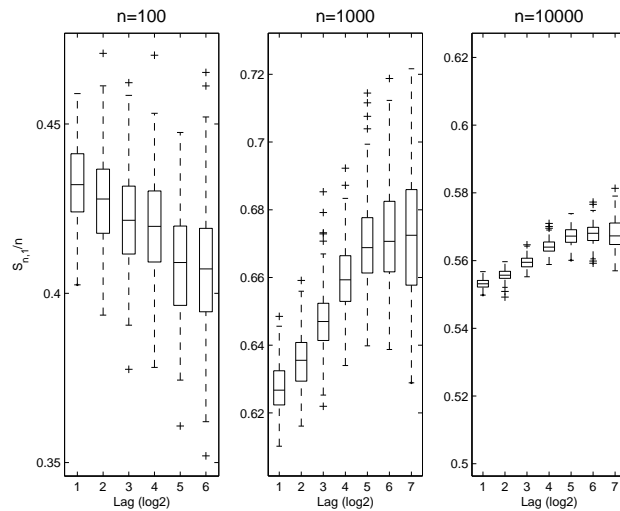 n=100
n=1000
n=10000
S_{n,1}/n
0.45
0.4
0.35
1 2 3 4 5 6
Lag (log2)
0.72
0.7
0.68
0.66
0.64
0.62
1 2 3 4 5 6 7
Lag (log2)
0.62
0.6
0.58
0.56
0.54
0.52
0.5
1 2 3 4 5 6 7
Lag (log2)